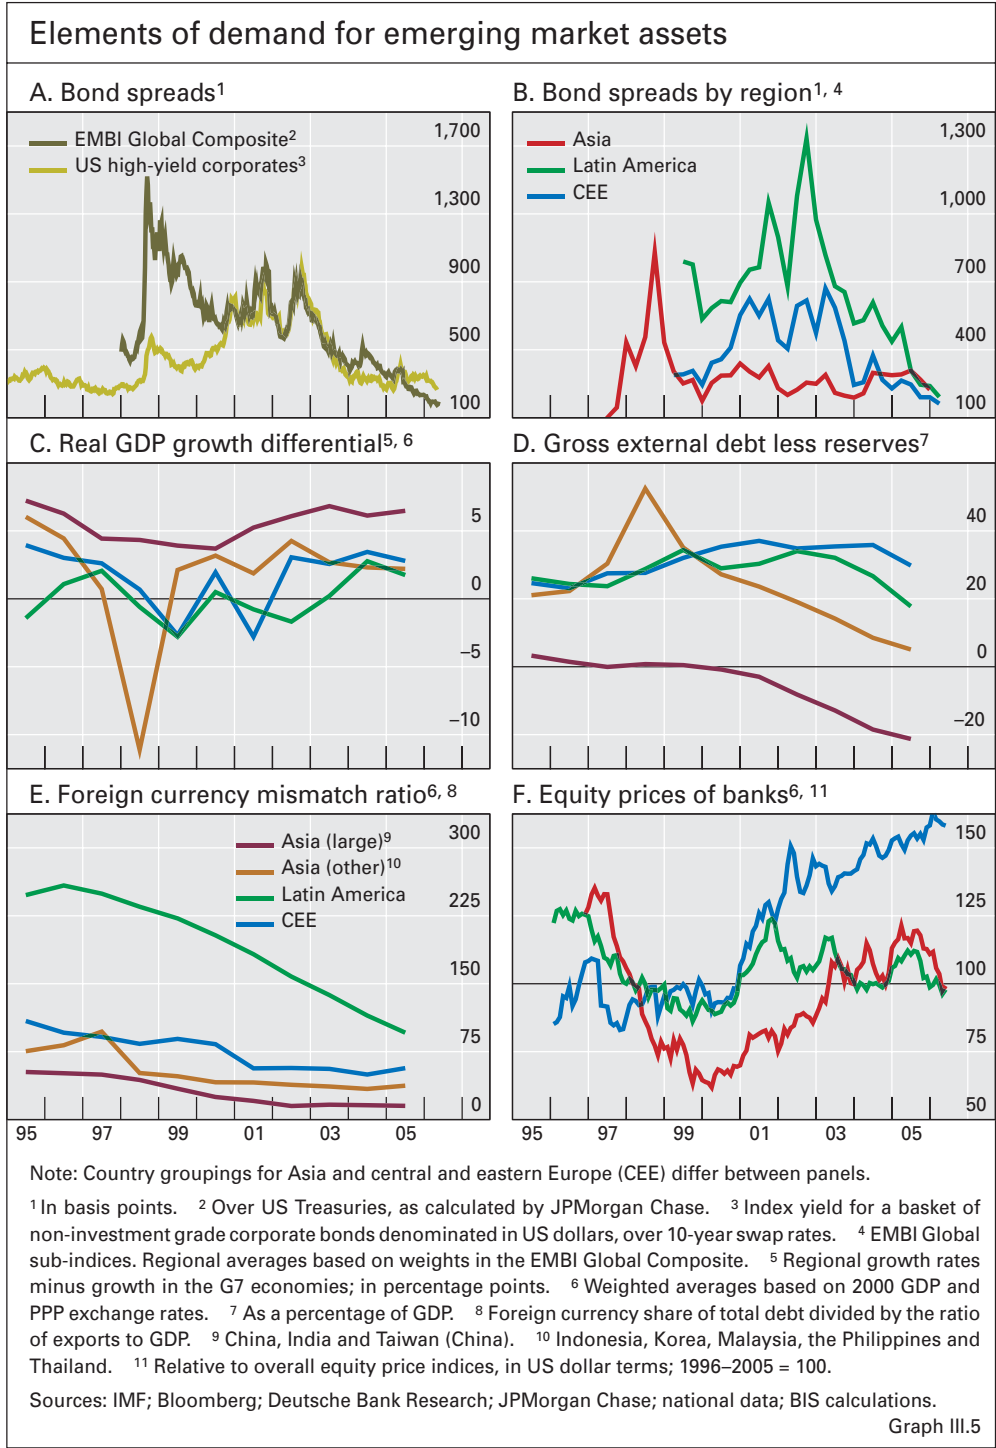 Elements of demand for emerging market assets
A. Bond spreads¹
EMBI Global Composite²
US high-yield corporates³
1,700
1,300
900
500
100
B. Bond spreads by region¹˒ ⁴
Asia
Latin America
CEE
1,300
1,000
700
400
100
C. Real GDP growth differential⁵˒ ⁶
5
0
–5
–10
D. Gross external debt less reserves⁷
40
20
0
–20
E. Foreign currency mismatch ratio⁶˒ ⁸
Asia (large)⁹
Asia (other)¹⁰
Latin America
CEE
300
225
150
75
0
95 97 99 01 03 05
F. Equity prices of banks⁶˒ ¹¹
150
125
100
75
50
95 97 99 01 03 05
Note: Country groupings for Asia and central and eastern Europe (CEE) differ between panels.
¹ In basis points. ² Over US Treasuries, as calculated by JPMorgan Chase. ³ Index yield for a basket of
non-investment grade corporate bonds denominated in US dollars, over 10-year swap rates. ⁴ EMBI Global
sub-indices. Regional averages based on weights in the EMBI Global Composite. ⁵ Regional growth rates
minus growth in the G7 economies; in percentage points. ⁶ Weighted averages based on 2000 GDP and
PPP exchange rates. ⁷ As a percentage of GDP. ⁸ Foreign currency share of total debt divided by the ratio
of exports to GDP. ⁹ China, India and Taiwan (China). ¹⁰ Indonesia, Korea, Malaysia, the Philippines and
Thailand. ¹¹ Relative to overall equity price indices, in US dollar terms; 1996–2005 = 100.
Sources: IMF; Bloomberg; Deutsche Bank Research; JPMorgan Chase; national data; BIS calculations.
Graph III.5